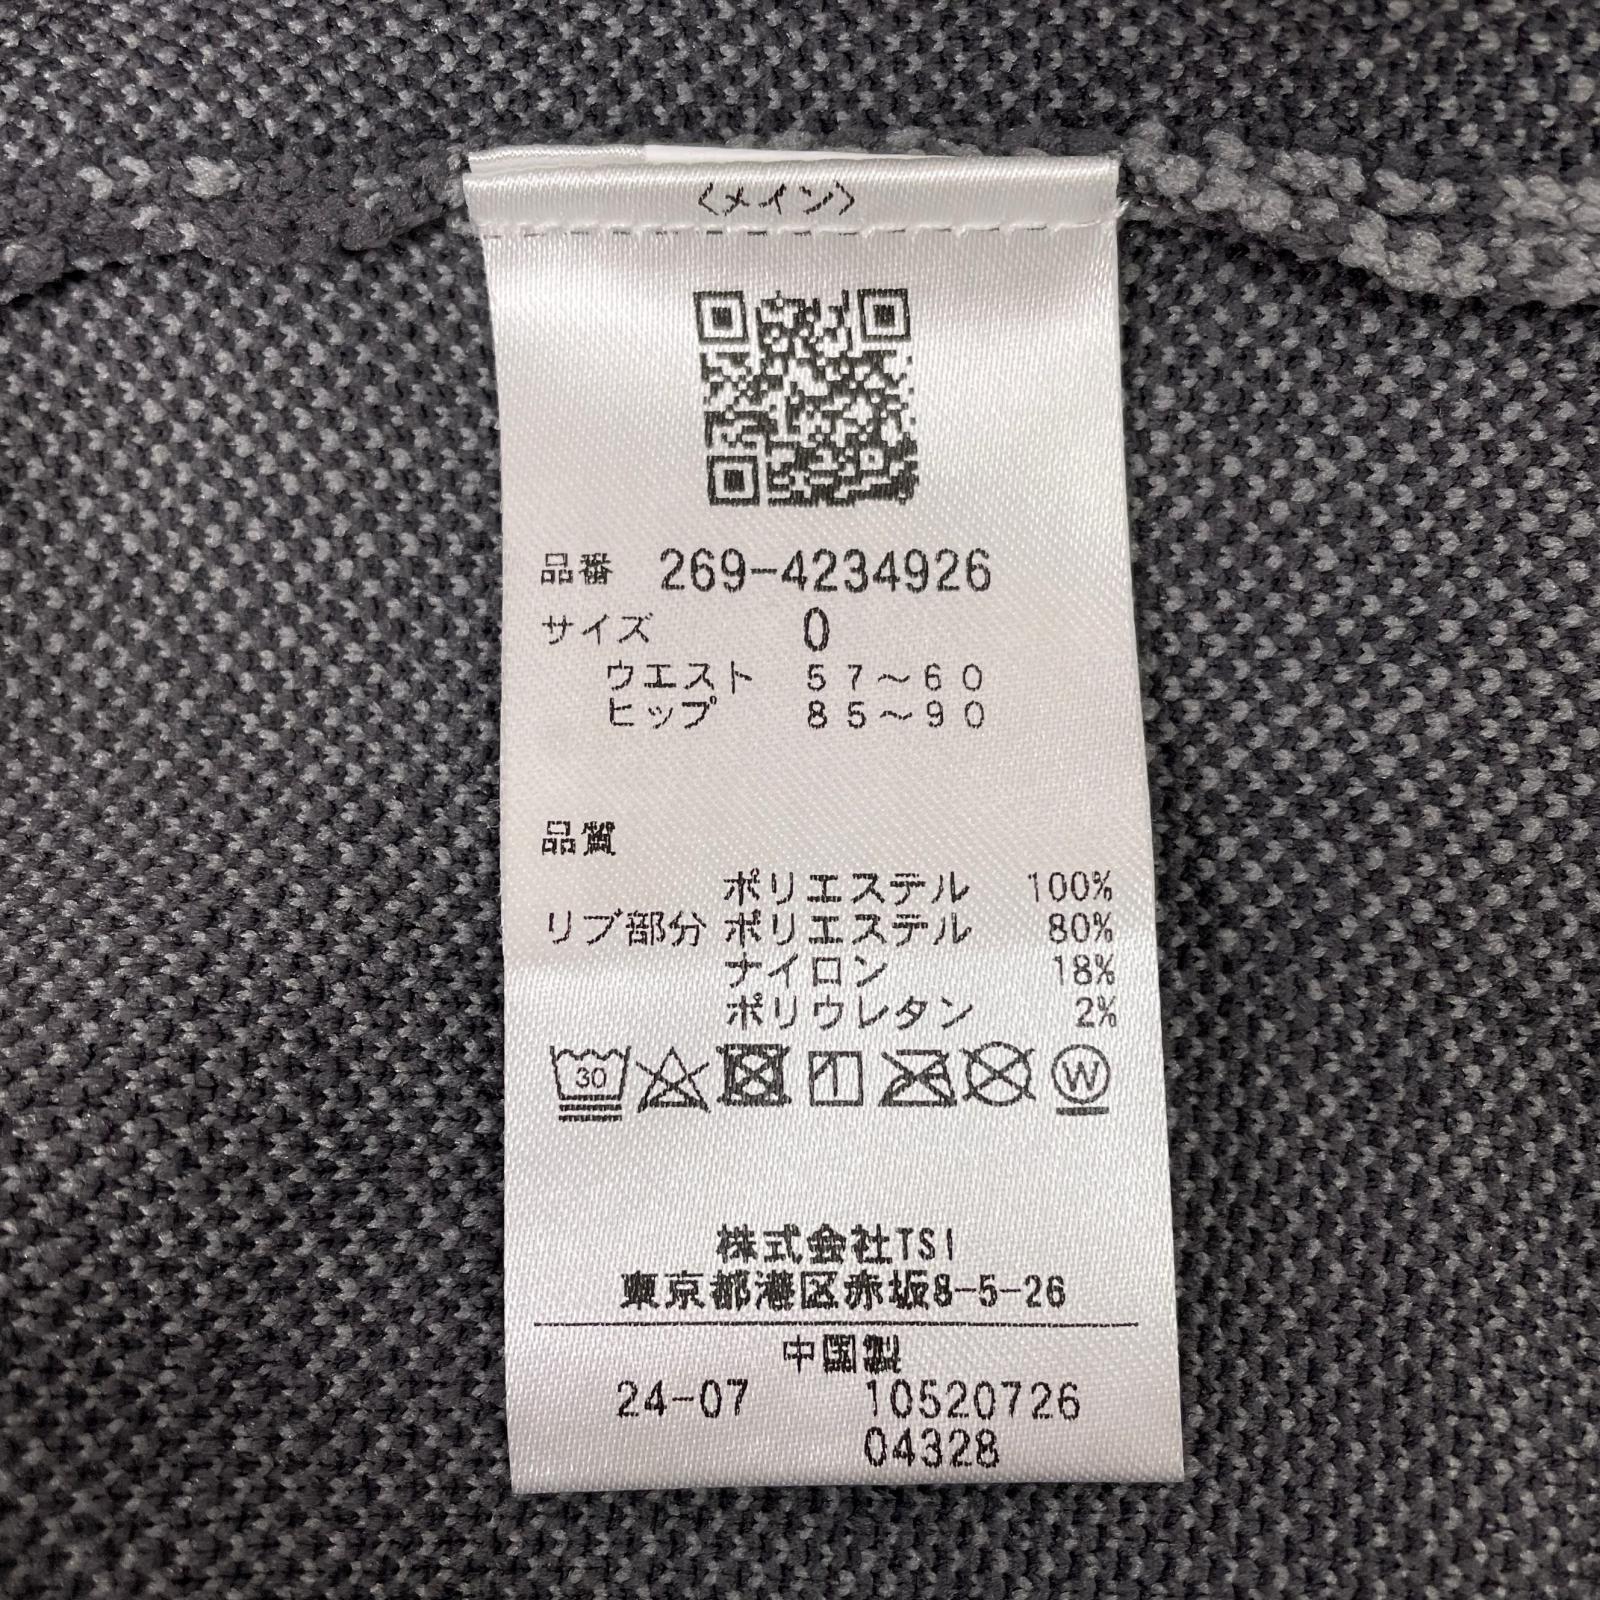 〈メイン〉
品番 269-4234926
サイズ 0
ウエスト 57～60
ヒップ 85～90
品質
ポリエステル 100%
リブ部分 ポリエステル 80%
ナイロン 18%
ポリウレタン 2%
30 W
株式会社TSI
東京都港区赤坂8-5-26
中国製
24-07 10520726
04328